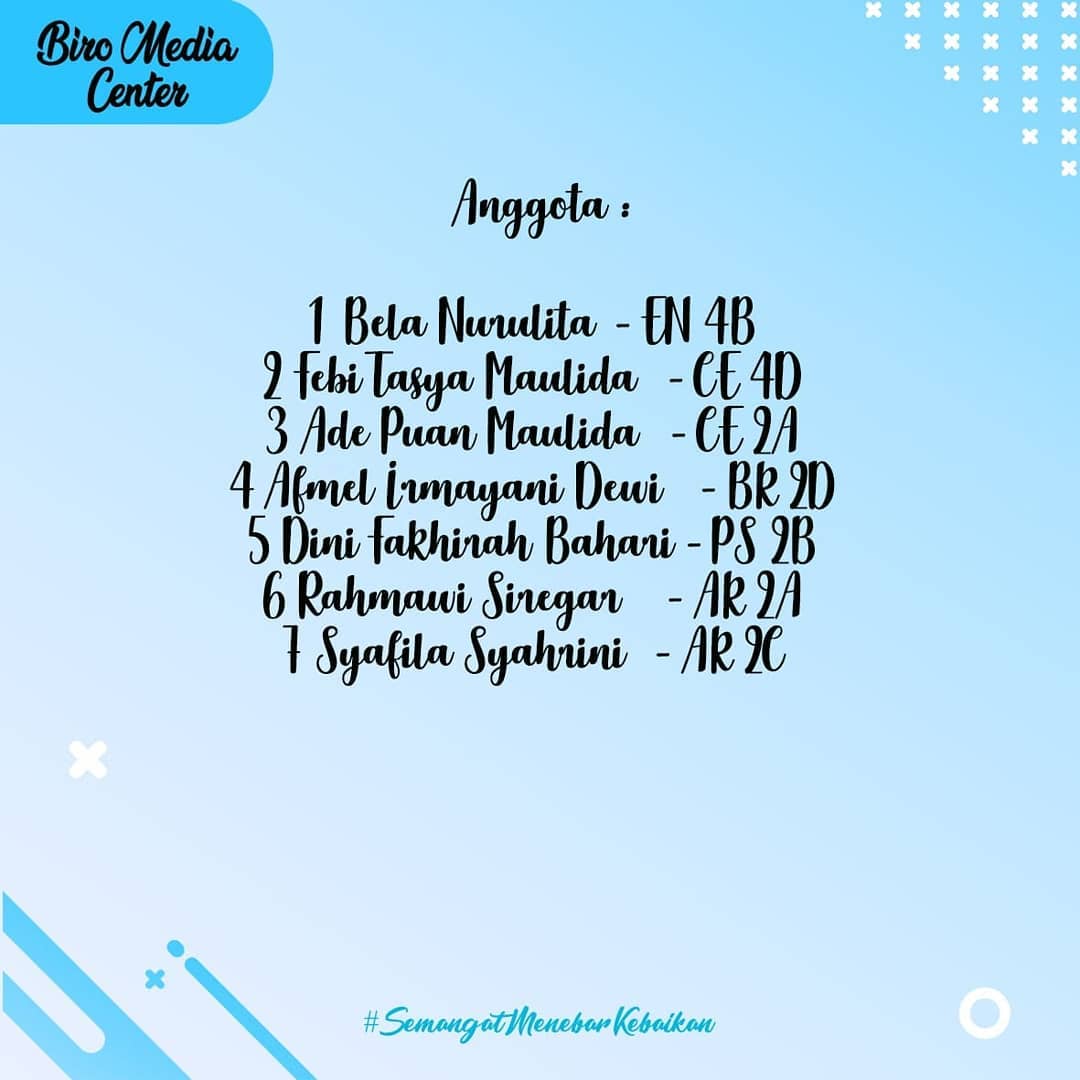 Biro Media
Center
Anggota :
1 Bela Nurulita - EN 4B
2 Febi Tasya Maulida - CE 4D
3 Ade Puan Maulida - CE 2A
4 Afmel Irmayani Dewi - BR 2D
5 Dini Fakhirah Bahari - PS 2B
6 Rahmawi Siregar - AR 2A
7 Syafila Syahrini - AR 2C
#SemangatMenebarKebaikan